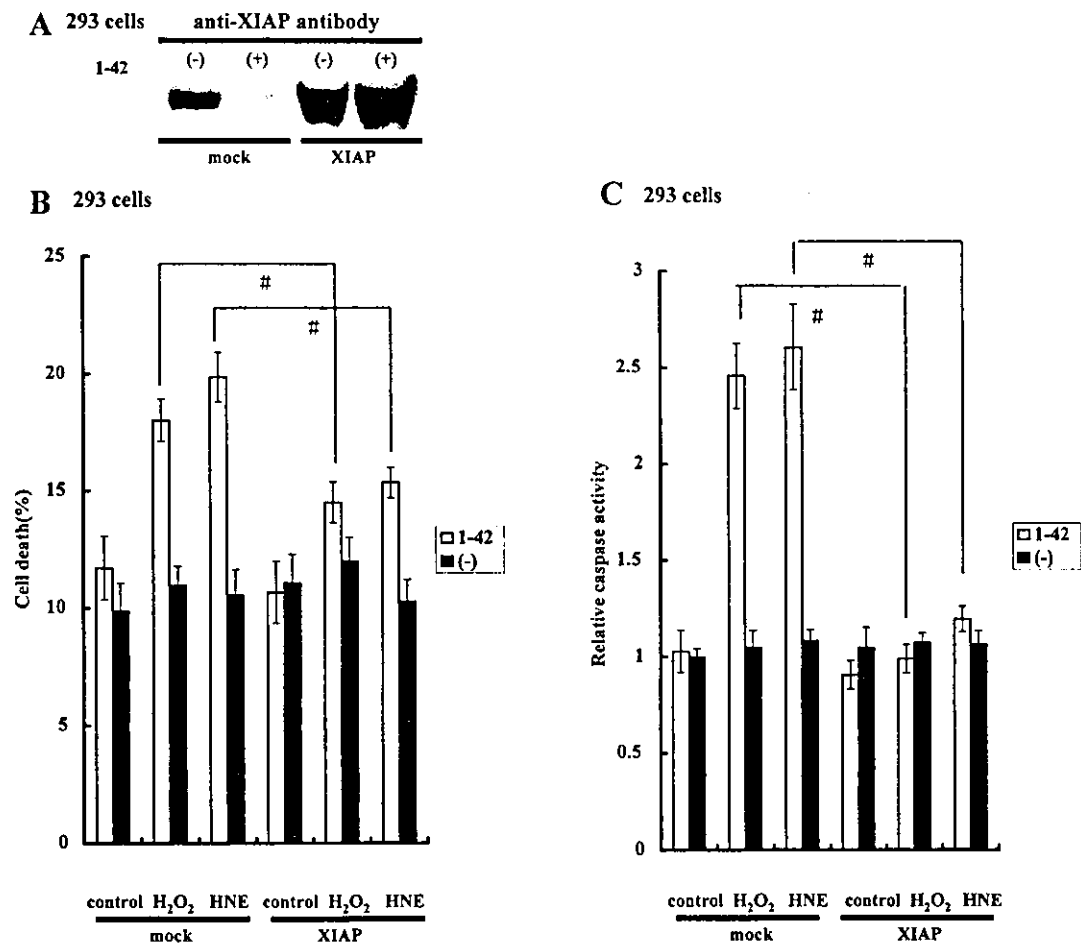 A 293 cells anti-XIAP antibody
1-42 (-) (+) (-) (+)
mock XIAP
B 293 cells
25
20
15
10
5
0
Cell death(%)
#
#
1-42
(-)
control H₂O₂ HNE control H₂O₂ HNE
mock XIAP
C 293 cells
3
2.5
2
1.5
1
0.5
0
Relative caspase activity
#
#
1-42
(-)
control H₂O₂ HNE control H₂O₂ HNE
mock XIAP